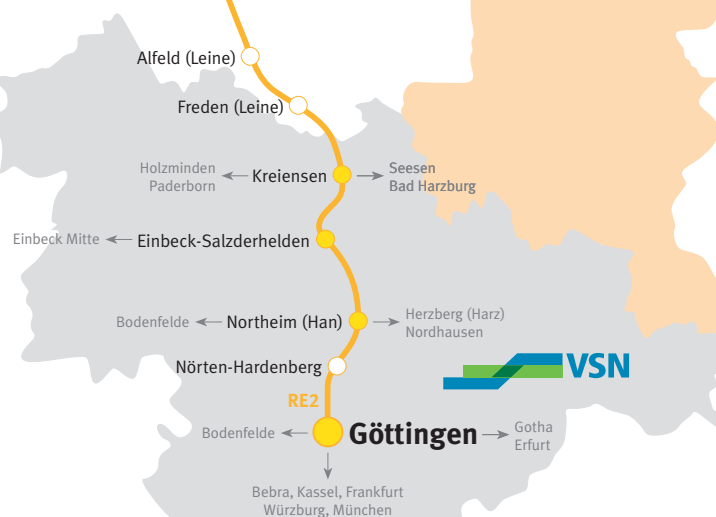 Alfeld (Leine)
Freden (Leine)
Holzminden
Paderborn
Kreiensen
Seesen
Bad Harzburg
Einbeck Mitte
Einbeck-Salzderhelden
Bodenfelde
Northeim (Han)
Herzberg (Harz)
Nordhausen
Nörten-Hardenberg
VSN
RE2
Bodenfelde
Göttingen
Gotha
Erfurt
Bebra, Kassel, Frankfurt
Würzburg, München